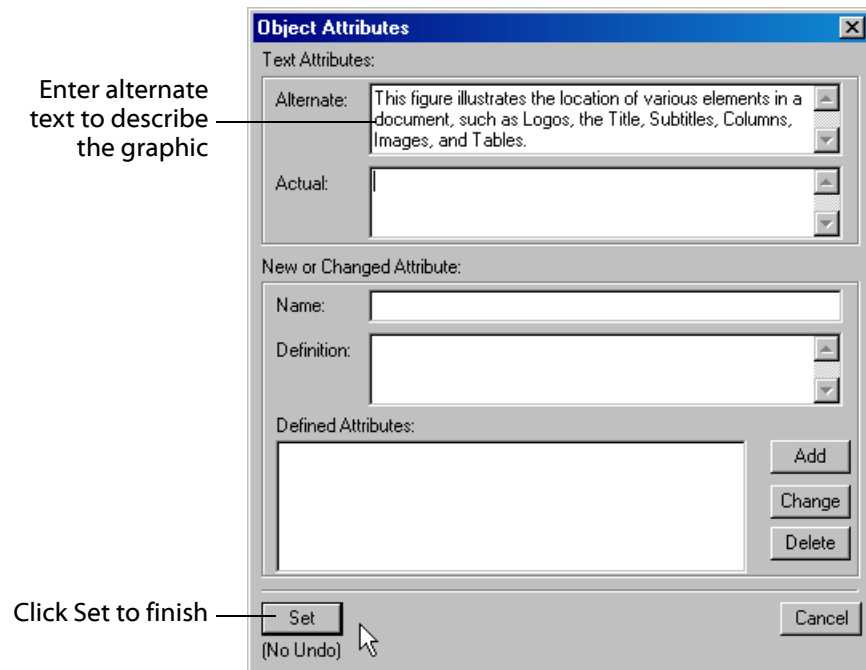 Object Attributes
Text Attributes:
Enter alternate
text to describe
the graphic
Alternate:
This figure illustrates the location of various elements in a
document, such as Logos, the Title, Subtitles, Columns,
Images, and Tables.
Actual:
New or Changed Attribute:
Name:
Definition:
Defined Attributes:
Add
Change
Delete
Click Set to finish
Set
Cancel
(No Undo)